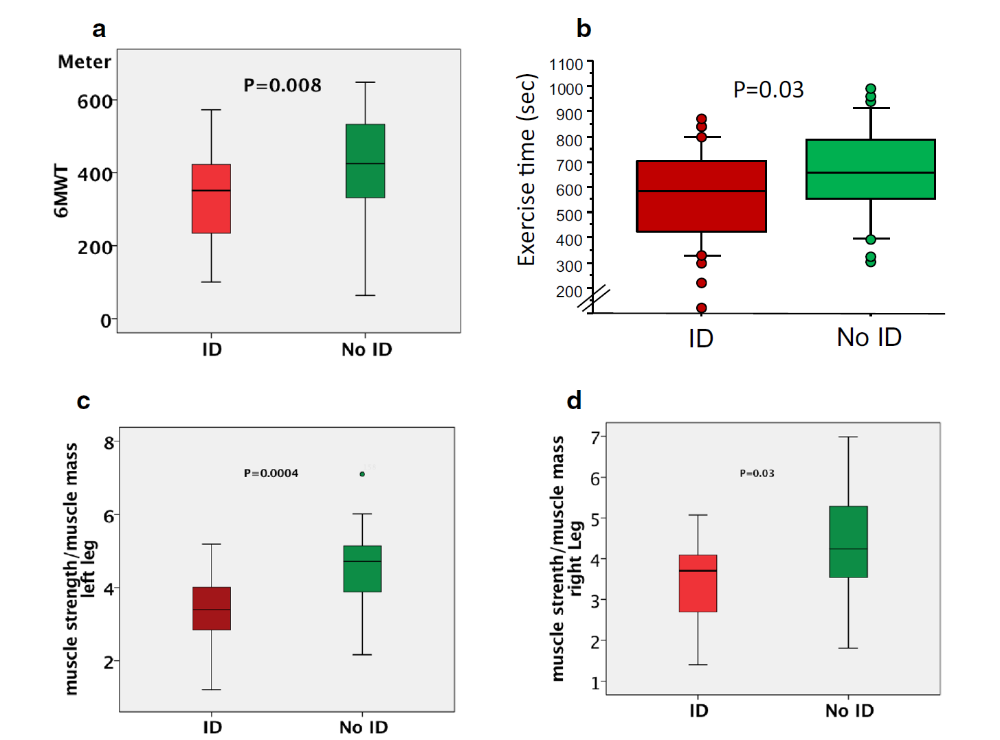 a
Meter
P=0.008
600
400
200
0
6MWT
ID
No ID
b
1100
1000
900
800
700
600
500
400
300
200
Exercise time (sec)
P=0.03
ID
No ID
c
8
6
4
2
muscle strength/muscle mass
left leg
P=0.0004
ID
No ID
d
7
6
5
4
3
2
1
muscle strenth/muscle mass
right Leg
P=0.03
ID
No ID